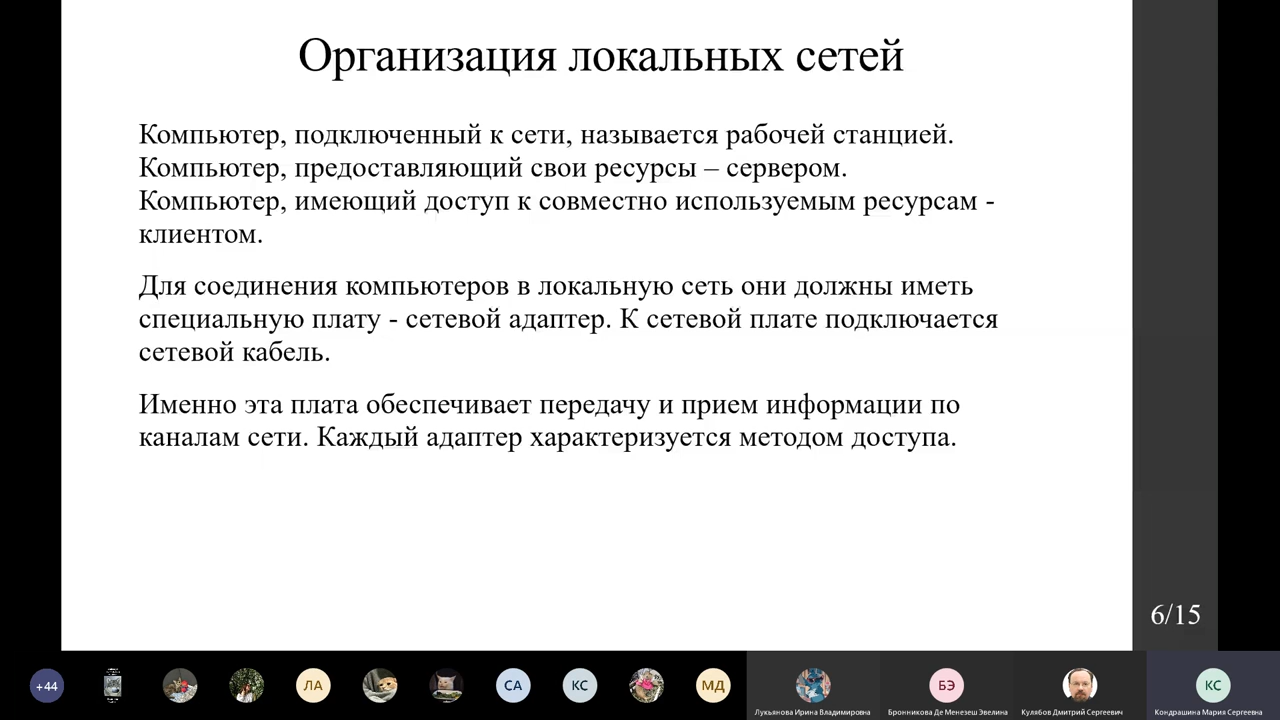 Организация локальных сетей
Компьютер, подключенный к сети, называется рабочей станцией.
Компьютер, предоставляющий свои ресурсы – сервером.
Компьютер, имеющий доступ к совместно используемым ресурсам -
клиентом.
Для соединения компьютеров в локальную сеть они должны иметь
специальную плату - сетевой адаптер. К сетевой плате подключается
сетевой кабель.
Именно эта плата обеспечивает передачу и прием информации по
каналам сети. Каждый адаптер характеризуется методом доступа.
6/15
+44
ЛА
СА
КС
МД
БЭ
КС
Лукьянова Ирина Владимировна
Бронникова Де Менезеш Эвелина
Кулябов Дмитрий Сергеевич
Кондрашина Мария Сергеевна